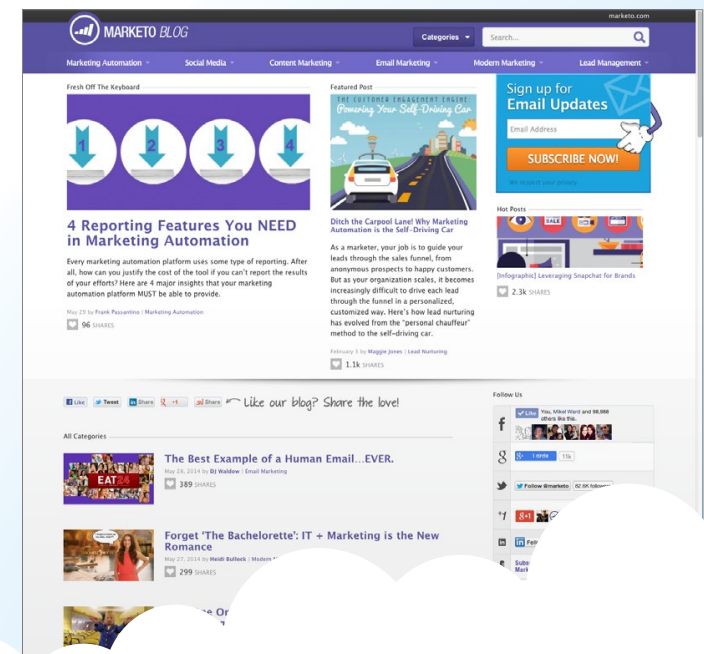 marketo.com
MARKETO BLOG
Categories
Search...
Marketing Automation
Social Media
Content Marketing
Email Marketing
Modern Marketing
Lead Management
Fresh Off The Keyboard
1 2 3 4
4 Reporting Features You NEED
in Marketing Automation
Every marketing automation platform uses some type of reporting. After
all, how can you justify the cost of the tool if you can't report the results
of your efforts? Here are 4 major insights that your marketing
automation platform MUST be able to provide.
May 29 by Frank Passantino | Marketing Automation
96 SHARES
Featured Post
THE CUSTOMER ENGAGEMENT ENGINE:
Powering Your Self-Driving Car
Ditch the Carpool Lane! Why Marketing
Automation is the Self-Driving Car
As a marketer, your job is to guide your
leads through the sales funnel, from
anonymous prospects to happy customers.
But as your organization scales, it becomes
increasingly difficult to drive each lead
through the funnel in a personalized,
customized way. Here's how lead nurturing
has evolved from the "personal chauffeur"
method to the self-driving car.
February 3 by Maggie Jones | Lead Nurturing
1.1k SHARES
Sign up for
Email Updates
Email Address
SUBSCRIBE NOW!
We respect your privacy
Hot Posts
SALE
[Infographic] Leveraging Snapchat for Brands
2.3k SHARES
Like
Tweet
Share
+1
Share
Like our blog? Share the love!
All Categories
EAT24
The Best Example of a Human Email...EVER.
May 28, 2014 by DJ Waldow | Email Marketing
389 SHARES
Forget 'The Bachelorette': IT + Marketing is the New
Romance
May 27, 2014 by Heidi Bullock | Modern
299 SHARES
Follow Us
Like
You, Mikel Ward and
others like this.
11k
Follow @marketo
+1
g+1